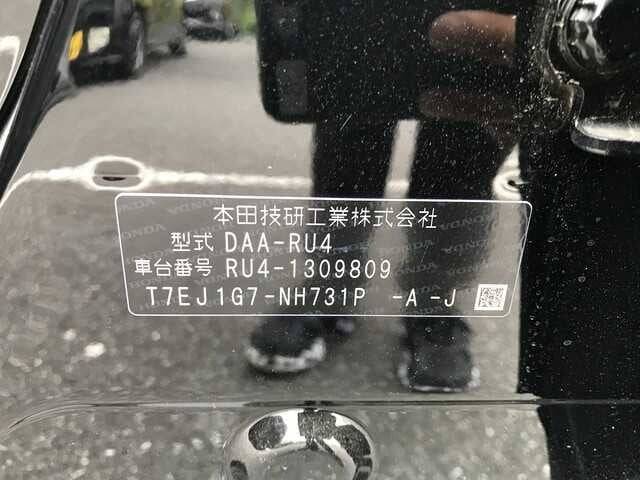 本田技研工業株式会社
型式 DAA-RU4
車台番号 RU4-1309809
T7EJ1G7-NH731P -A -J